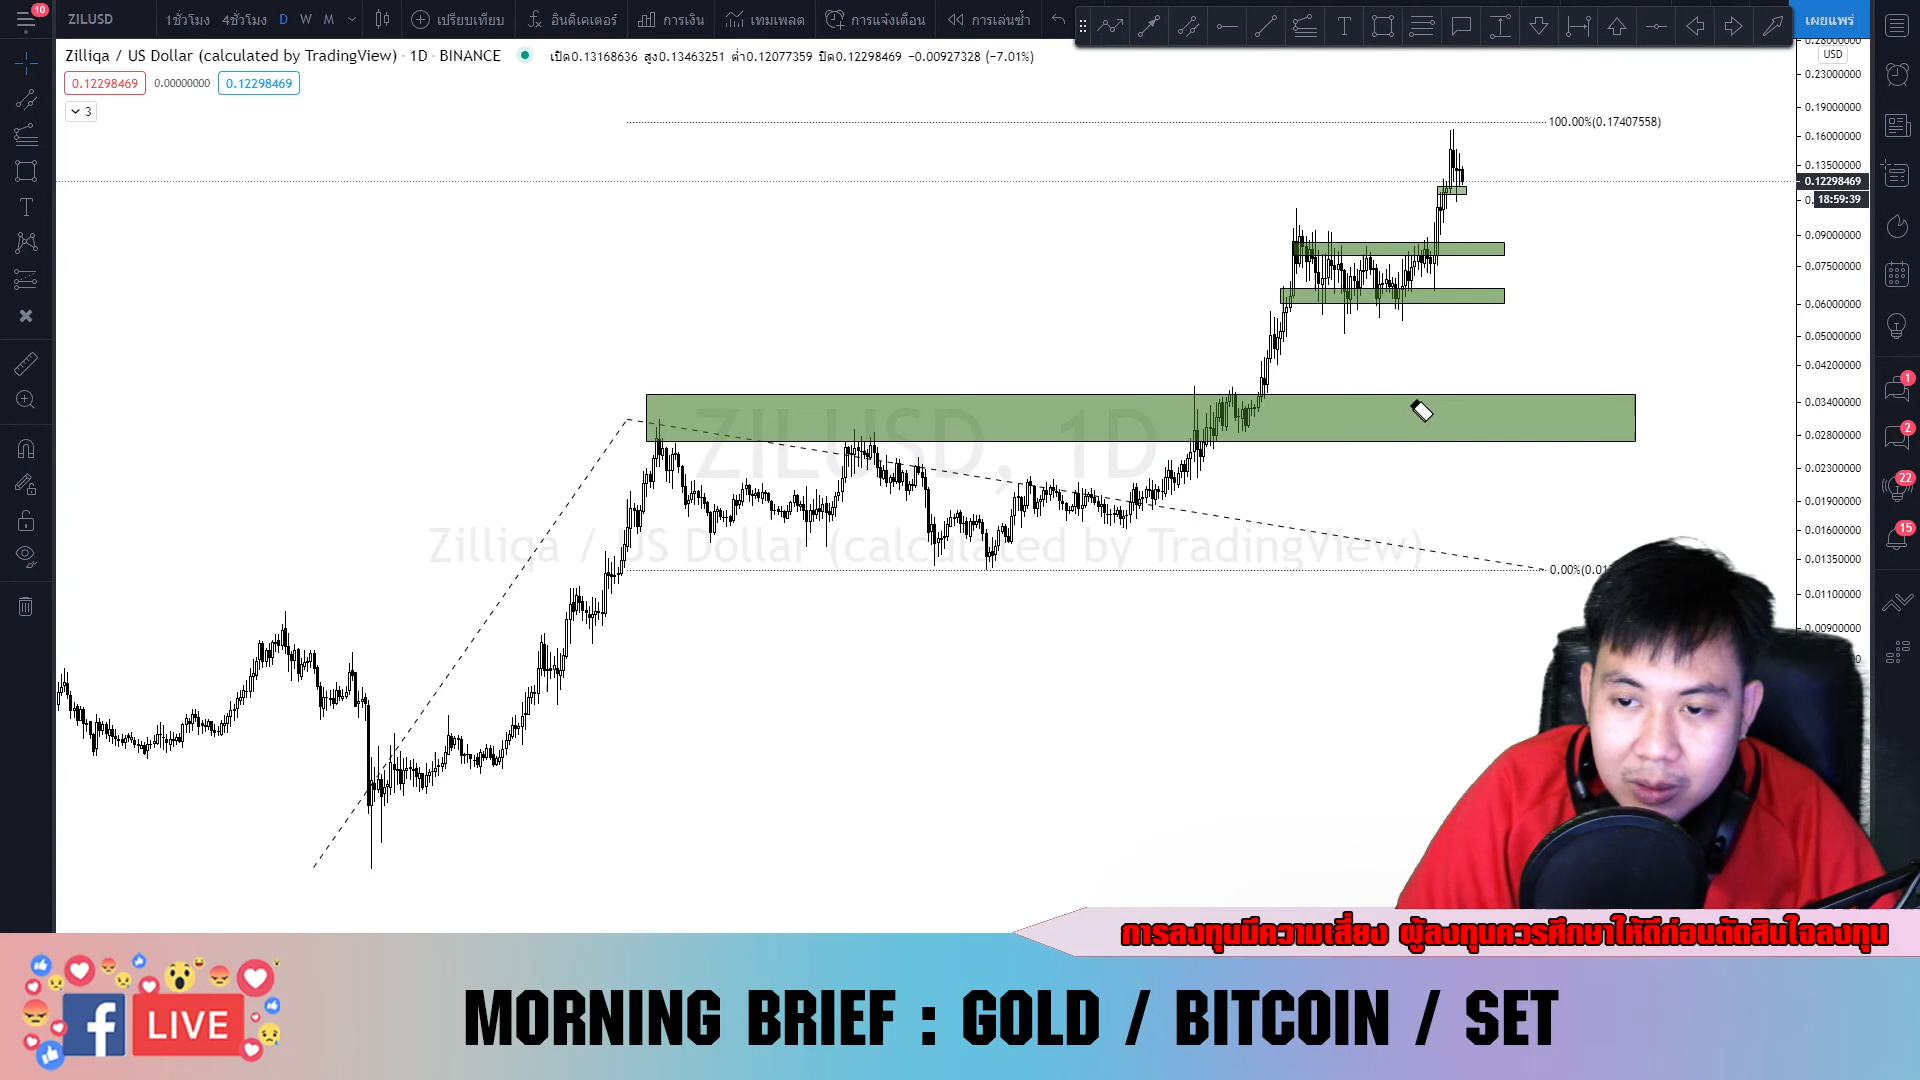 10
ZILUSD
1ชั่วโมง
4ชั่วโมง
D
W
M
เปรียบเทียบ
อินดิเคเตอร์
การเงิน
เทมเพลต
การแจ้งเตือน
การเล่นซ้ำ
T
เผยแพร่
Zilliqa / US Dollar (calculated by TradingView) · 1D · BINANCE
เปิด0.13168636 สูง0.13463251 ต่ำ0.12077359 ปิด0.12298469 −0.00927328 (−7.01%)
0.12298469
0.00000000
0.12298469
3
100.00%(0.17407558)
0.28000000
USD
0.23000000
0.19000000
0.16000000
0.13500000
0.12298469
18:59:39
0.09000000
0.07500000
0.06000000
0.05000000
0.04200000
0.03400000
0.02800000
0.02300000
0.01900000
0.01600000
0.01350000
0.01100000
0.00900000
ZILUSD, 1D
Zilliqa / US Dollar (calculated by TradingView)
T
1
2
22
15
การลงทุนมีความเสี่ยง ผู้ลงทุนควรศึกษาให้ดีก่อนตัดสินใจลงทุน
f LIVE
MORNING BRIEF : GOLD / BITCOIN / SET